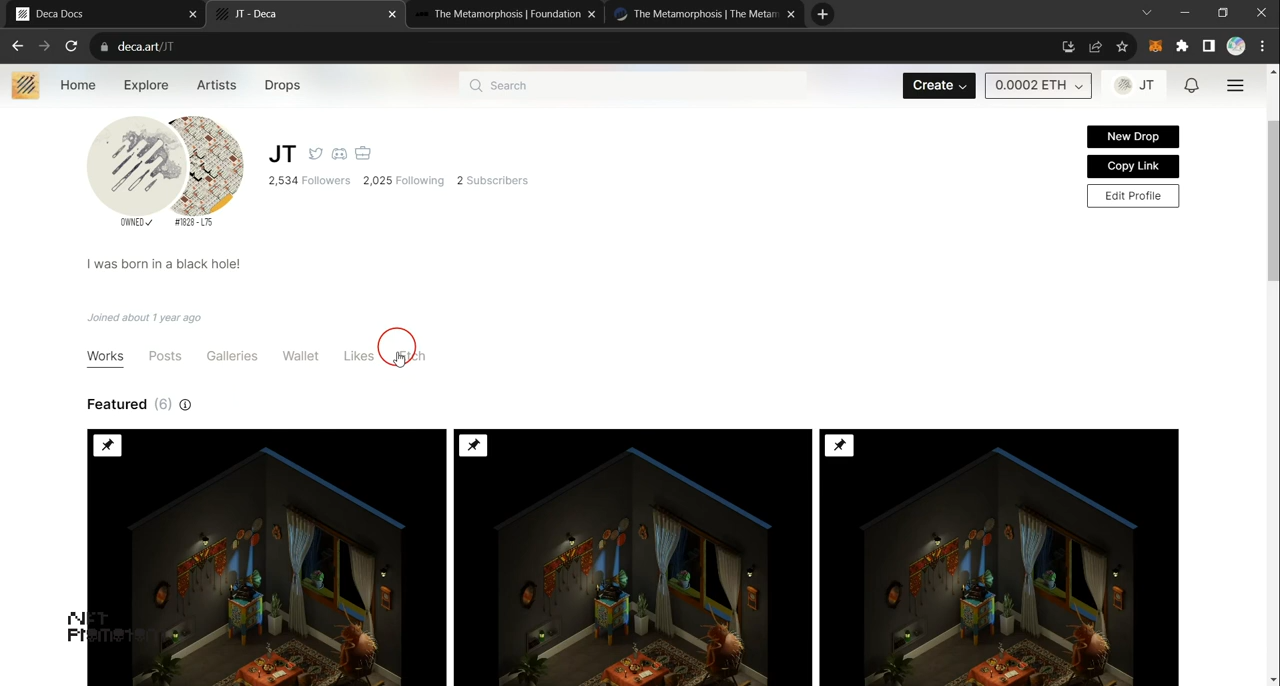 Deca Docs
JT - Deca
The Metamorphosis | Foundation
The Metamorphosis | The Metam
deca.art/JT
Home Explore Artists Drops
Search
Create
0.0002 ETH
JT
JT
2,534 Followers 2,025 Following 2 Subscribers
New Drop
Copy Link
Edit Profile
OWNED #1828 - L75
I was born in a black hole!
Joined about 1 year ago
Works Posts Galleries Wallet Likes
Featured (6)
NFT